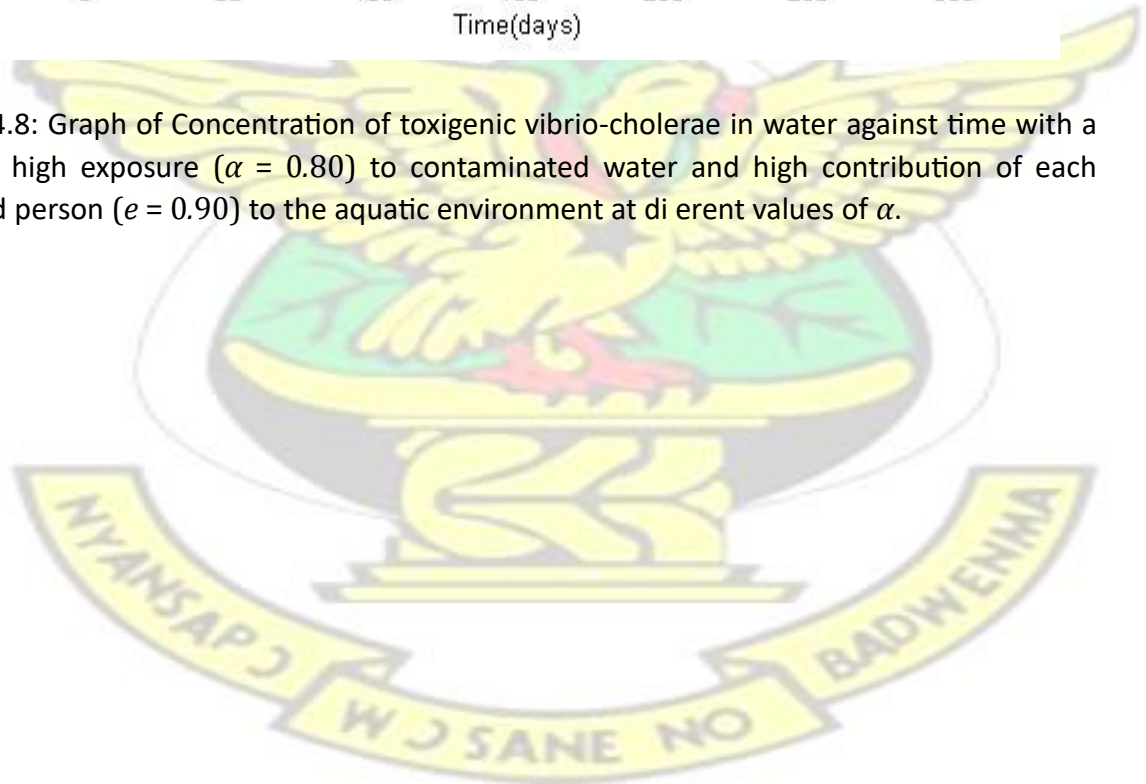 Time(days)
4.8: Graph of Concentration of toxigenic vibrio-cholerae in water against time with a
high exposure (α = 0.80) to contaminated water and high contribution of each
d person (e = 0.90) to the aquatic environment at di erent values of α.
NYANSAPƆ
WƆ SANE NO
BADWENMA